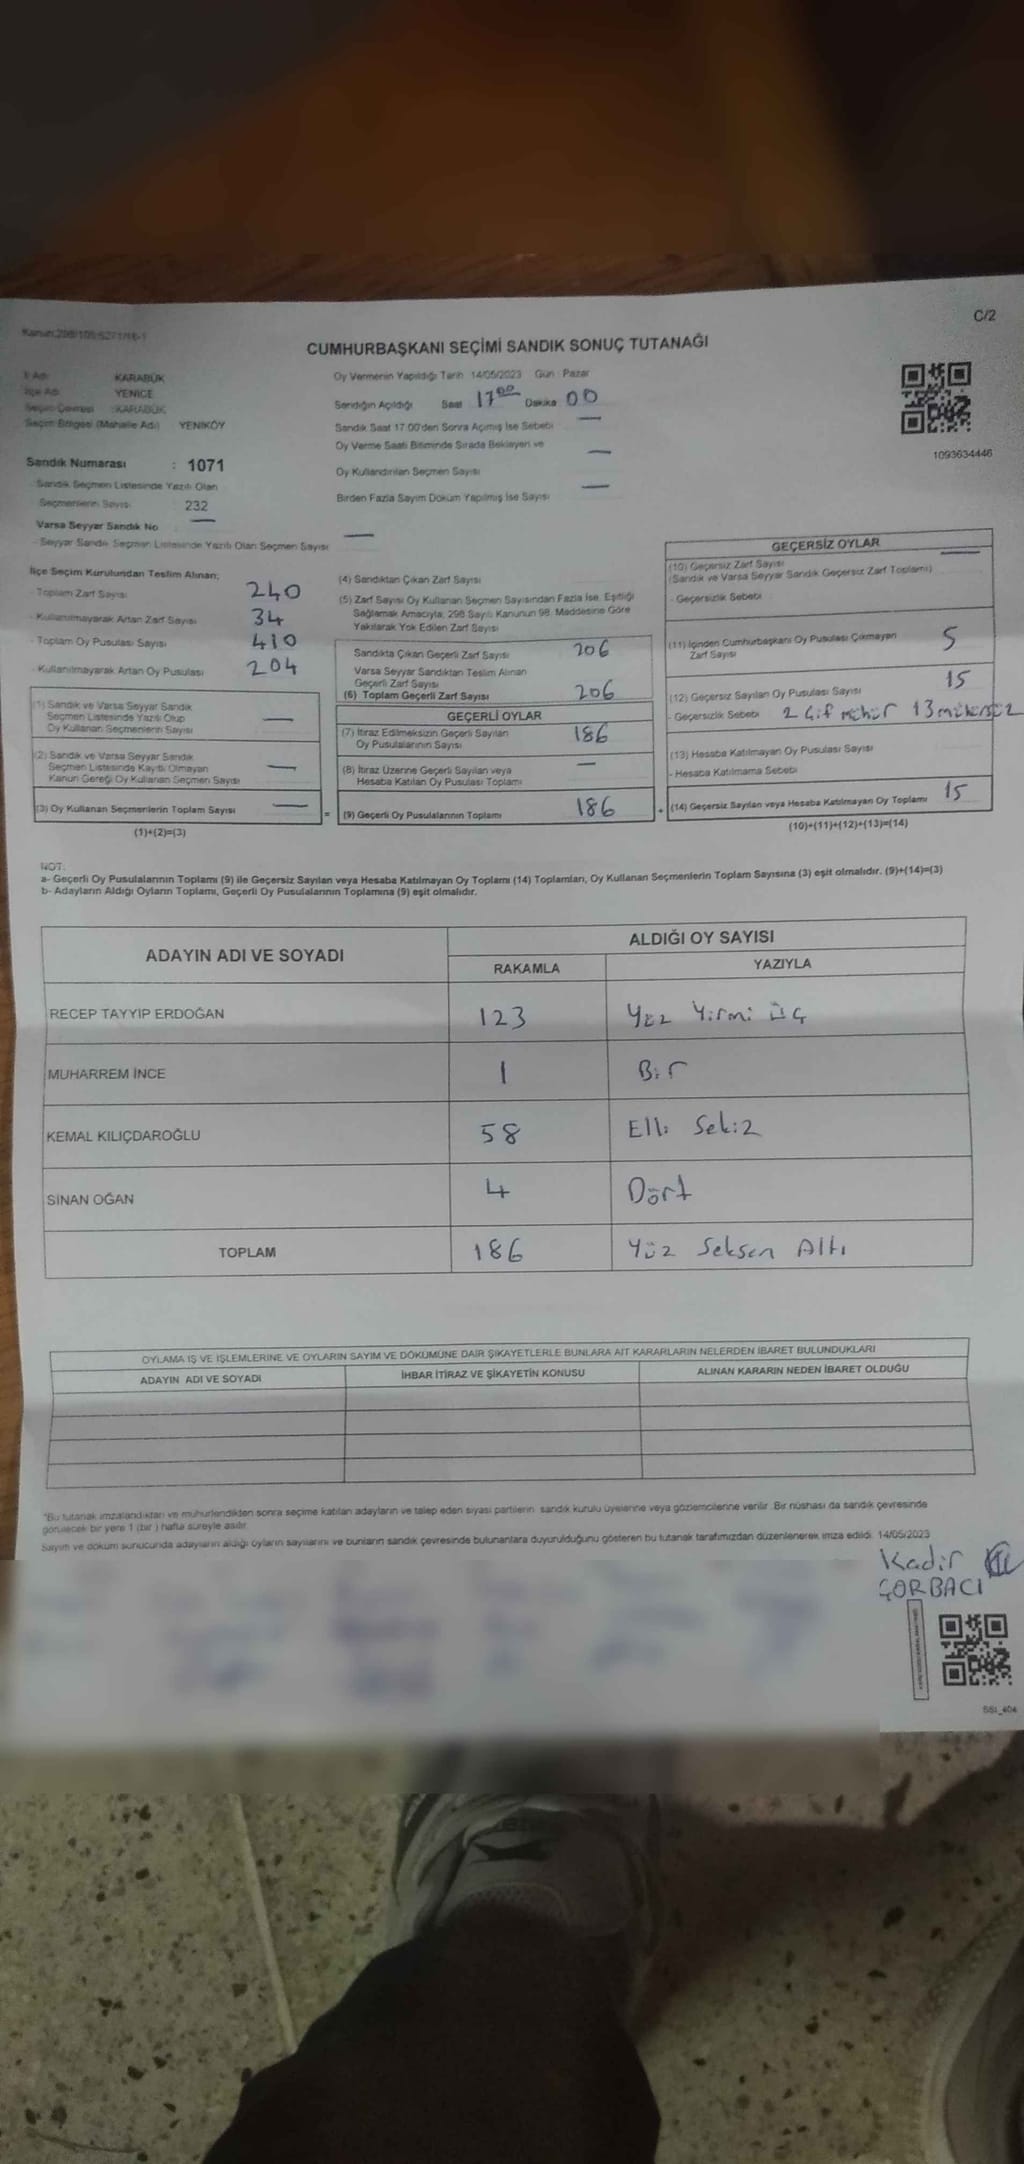 C/2
CUMHURBAŞKANI SEÇİMİ SANDIK SONUÇ TUTANAĞI
İl Adı KARABÜK
İlçe Adı YENİCE
Seçim Çevresi : KARABÜK
Seçim Bölgesi (Mahalle Adı) YENİKÖY
Sandık Numarası : 1071
Sandık Seçmen Listesinde Yazılı Olan
Seçmenlerin Sayısı 232
Varsa Seyyar Sandık No —
- Seyyar Sandık Seçmen Listesinde Yazılı Olan Seçmen Sayısı —
Oy Vermenin Yapıldığı Tarih 14/05/2023 Gün : Pazar
Sandığın Açıldığı Saat 17⁰⁰ Dakika 00
Sandık Saat 17.00'den Sonra Açımış İse Sebebi —
Oy Verme Saati Bitiminde Sırada Bekleyen ve
Oy Kullandırılan Seçmen Sayısı —
Birden Fazla Sayım Döküm Yapılmış İse Sayısı —
1093634446
İlçe Seçim Kurulundan Teslim Alınan;
- Toplam Zarf Sayısı 240
- Kullanılmayarak Artan Zarf Sayısı 34
- Toplam Oy Pusulası Sayısı 410
- Kullanılmayarak Artan Oy Pusulası 204
(1) Sandık ve Varsa Seyyar Sandık
Seçmen Listesinde Yazılı Olup
Oy Kullanan Seçmenlerin Sayısı —
(2) Sandık ve Varsa Seyyar Sandık
Seçmen Listesinde Kayıtlı Olmayan
Kanun Gereği Oy Kullanan Seçmen Sayısı —
(3) Oy Kullanan Seçmenlerin Toplam Sayısı —
(1)+(2)=(3)
(4) Sandıktan Çıkan Zarf Sayısı
(5) Zarf Sayısı Oy Kullanan Seçmen Sayısından Fazla İse, Eşitliği
Sağlamak Amacıyla, 298 Sayılı Kanunun 98. Maddesine Göre
Yakılarak Yok Edilen Zarf Sayısı
Sandıkta Çıkan Geçerli Zarf Sayısı 206
Varsa Seyyar Sandıktan Teslim Alınan
Geçerli Zarf Sayısı
(6) Toplam Geçerli Zarf Sayısı 206
GEÇERLİ OYLAR
(7) İtiraz Edilmeksizin Geçerli Sayılan
Oy Pusulalarının Sayısı 186
(8) İtiraz Üzerine Geçerli Sayılan veya
Hesaba Katılan Oy Pusulası Toplamı —
= (9) Geçerli Oy Pusulalarının Toplamı 186
GEÇERSİZ OYLAR
(10) Geçersiz Zarf Sayısı —
(Sandık ve Varsa Seyyar Sandık Geçersiz Zarf Toplamı)
- Geçersizlik Sebebi
(11) İçinden Cumhurbaşkanı Oy Pusulası Çıkmayan
Zarf Sayısı 5
(12) Geçersiz Sayılan Oy Pusulası Sayısı 15
- Geçersizlik Sebebi 2 Çif mühür 13 mühürsüz
(13) Hesaba Katılmayan Oy Pusulası Sayısı
- Hesaba Katılmama Sebebi
+ (14) Geçersiz Sayılan veya Hesaba Katılmayan Oy Toplamı 15
(10)+(11)+(12)+(13)=(14)
NOT:
a- Geçerli Oy Pusulalarının Toplamı (9) ile Geçersiz Sayılan veya Hesaba Katılmayan Oy Toplamı (14) Toplamları, Oy Kullanan Seçmenlerin Toplam Sayısına (3) eşit olmalıdır. (9)+(14)=(3)
b- Adayların Aldığı Oyların Toplamı, Geçerli Oy Pusulalarının Toplamına (9) eşit olmalıdır.
ADAYIN ADI VE SOYADI ALDIĞI OY SAYISI
RAKAMLA YAZIYLA
RECEP TAYYİP ERDOĞAN 123 Yüz Yirmi üç
MUHARREM İNCE 1 Bir
KEMAL KILIÇDAROĞLU 58 Elli Sekiz
SİNAN OĞAN 4 Dört
TOPLAM 186 Yüz Seksen Altı
OYLAMA İŞ VE İŞLEMLERİNE VE OYLARIN SAYIM VE DÖKÜMÜNE DAİR ŞİKAYETLERLE BUNLARA AİT KARARLARIN NELERDEN İBARET BULUNDUKLARI
ADAYIN ADI VE SOYADI İHBAR İTİRAZ VE ŞİKAYETİN KONUSU ALINAN KARARIN NEDEN İBARET OLDUĞU
*Bu tutanak imzalandıktan ve mühürlendikten sonra seçime katılan adayların ve talep eden siyasi partilerin sandık kurulu üyelerine veya gözlemcilerine verilir. Bir nüshası da sandık çevresinde
görülecek bir yere 1 (bir) hafta süreyle asılır.
Sayım ve döküm sonucunda adayların aldığı oyların sayılarını ve bunların sandık çevresinde bulunanlara duyurulduğunu gösteren bu tutanak tarafımızdan düzenlenerek imza edildi. 14/05/2023
Kadir
ÇORBACI
SSI_404